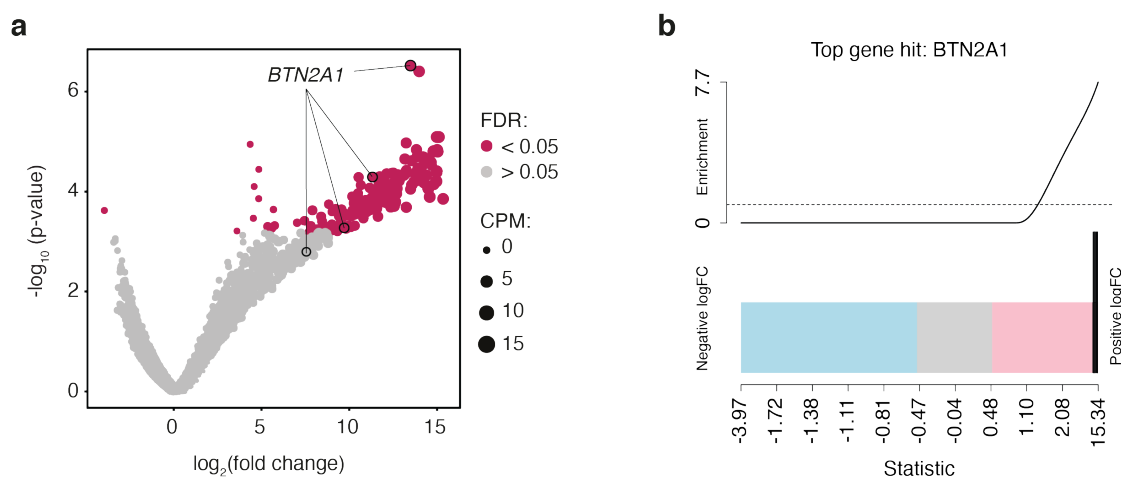 a
BTN2A1
6
4
2
0
-log10 (p-value)
0
5
10
15
log2(fold change)
FDR:
< 0.05
> 0.05
CPM:
0
5
10
15
b
Top gene hit: BTN2A1
7.7
Enrichment
0
Negative logFC
Positive logFC
-3.97
-1.72
-1.38
-1.11
-0.81
-0.47
-0.04
0.48
1.10
2.08
15.34
Statistic